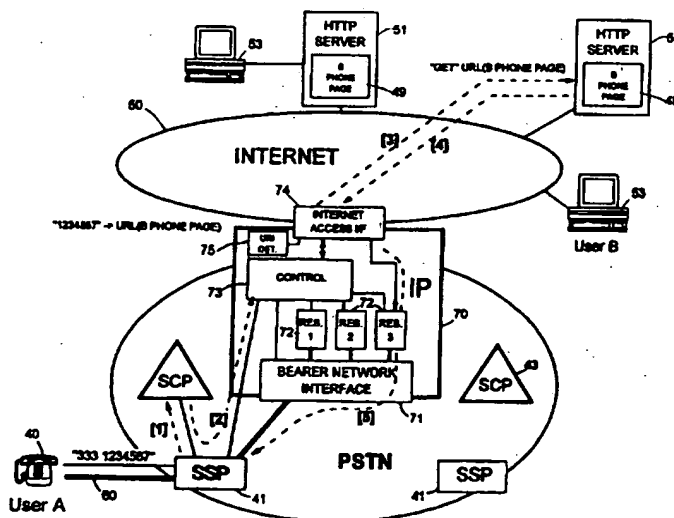 53
HTTP
SERVER
51
B
PHONE
PAGE
49
HTTP
SERVER
B
PHONE
PAGE
"GET" URL(B PHONE PAGE)
50
[3]
[4]
INTERNET
74
INTERNET
ACCESS I/F
53
User B
"1234567" -> URL(B PHONE PAGE)
75
URI
DET.
CONTROL
73
IP
72
72
RES.
1
RES.
2
RES.
3
70
BEARER NETWORK
INTERFACE
71
SCP
SCP
43
[1]
[2]
[5]
40
"333 1234567"
User A
60
SSP
41
PSTN
41
SSP